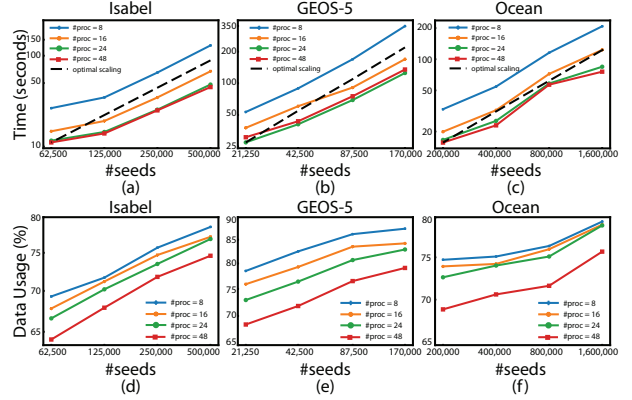 Isabel
GEOS-5
Ocean
Time (seconds)
150
100
50
10
#proc = 8
#proc = 16
#proc = 24
#proc = 48
optimal scaling
62,500
125,000
250,000
500,000
#seeds
(a)
350
200
100
50
25
#proc = 8
#proc = 16
#proc = 24
#proc = 48
optimal scaling
21,250
42,500
87,500
170,000
#seeds
(b)
200
100
50
20
#proc = 8
#proc = 16
#proc = 24
#proc = 48
optimal scaling
200,000
400,000
800,000
1,600,000
#seeds
(c)
Isabel
GEOS-5
Ocean
Data Usage (%)
80
75
70
65
#proc = 8
#proc = 16
#proc = 24
#proc = 48
62,500
125,000
250,000
500,000
#seeds
(d)
90
85
80
75
70
65
#proc = 8
#proc = 16
#proc = 24
#proc = 48
21,250
42,500
87,500
170,000
#seeds
(e)
80
75
70
65
#proc = 8
#proc = 16
#proc = 24
#proc = 48
200,000
400,000
800,000
1,600,000
#seeds
(f)